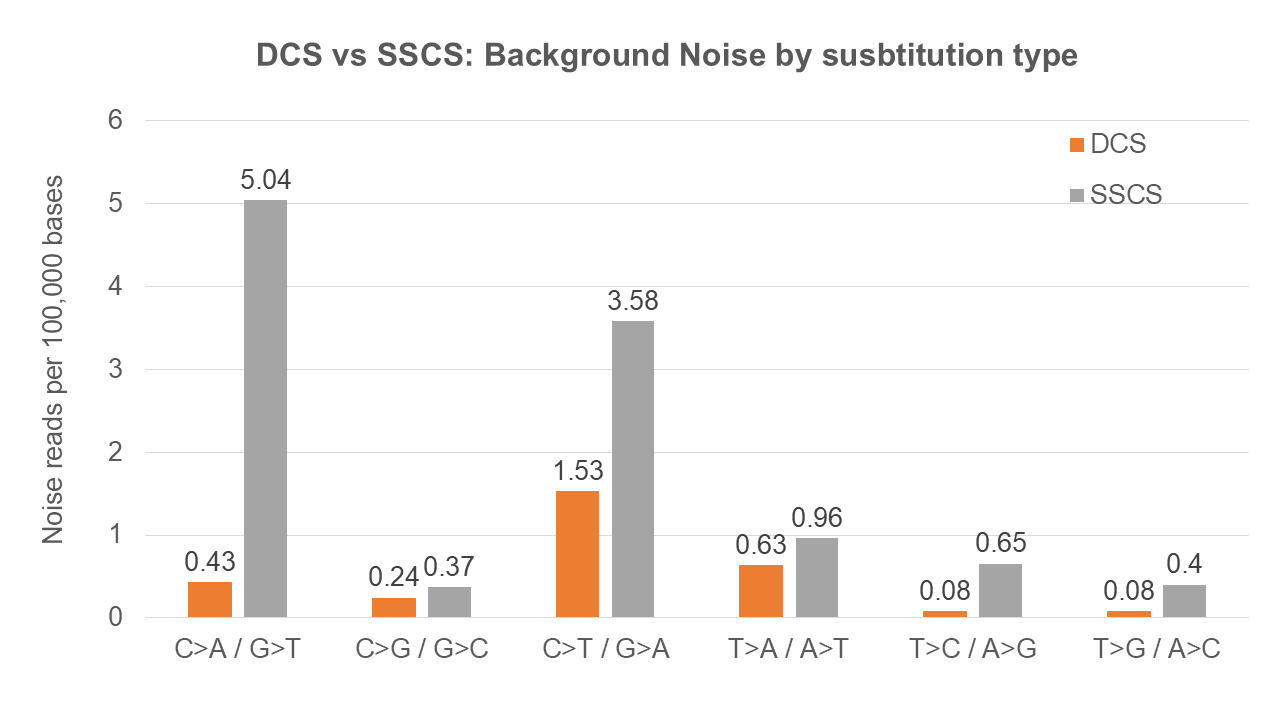 DCS vs SSCS: Background Noise by susbtitution type
Noise reads per 100,000 bases
6
5
4
3
2
1
0
DCS
SSCS
0.43
5.04
0.24
0.37
1.53
3.58
0.63
0.96
0.08
0.65
0.08
0.4
C>A / G>T
C>G / G>C
C>T / G>A
T>A / A>T
T>C / A>G
T>G / A>C